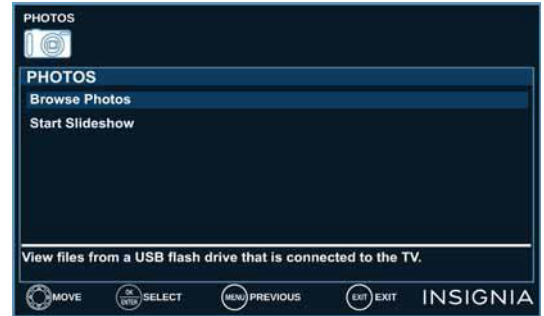 PHOTOS
PHOTOS
Browse Photos
Start Slideshow
View files from a USB flash drive that is connected to the TV.
MOVE OK ENTER SELECT MENU PREVIOUS EXIT EXIT INSIGNIA